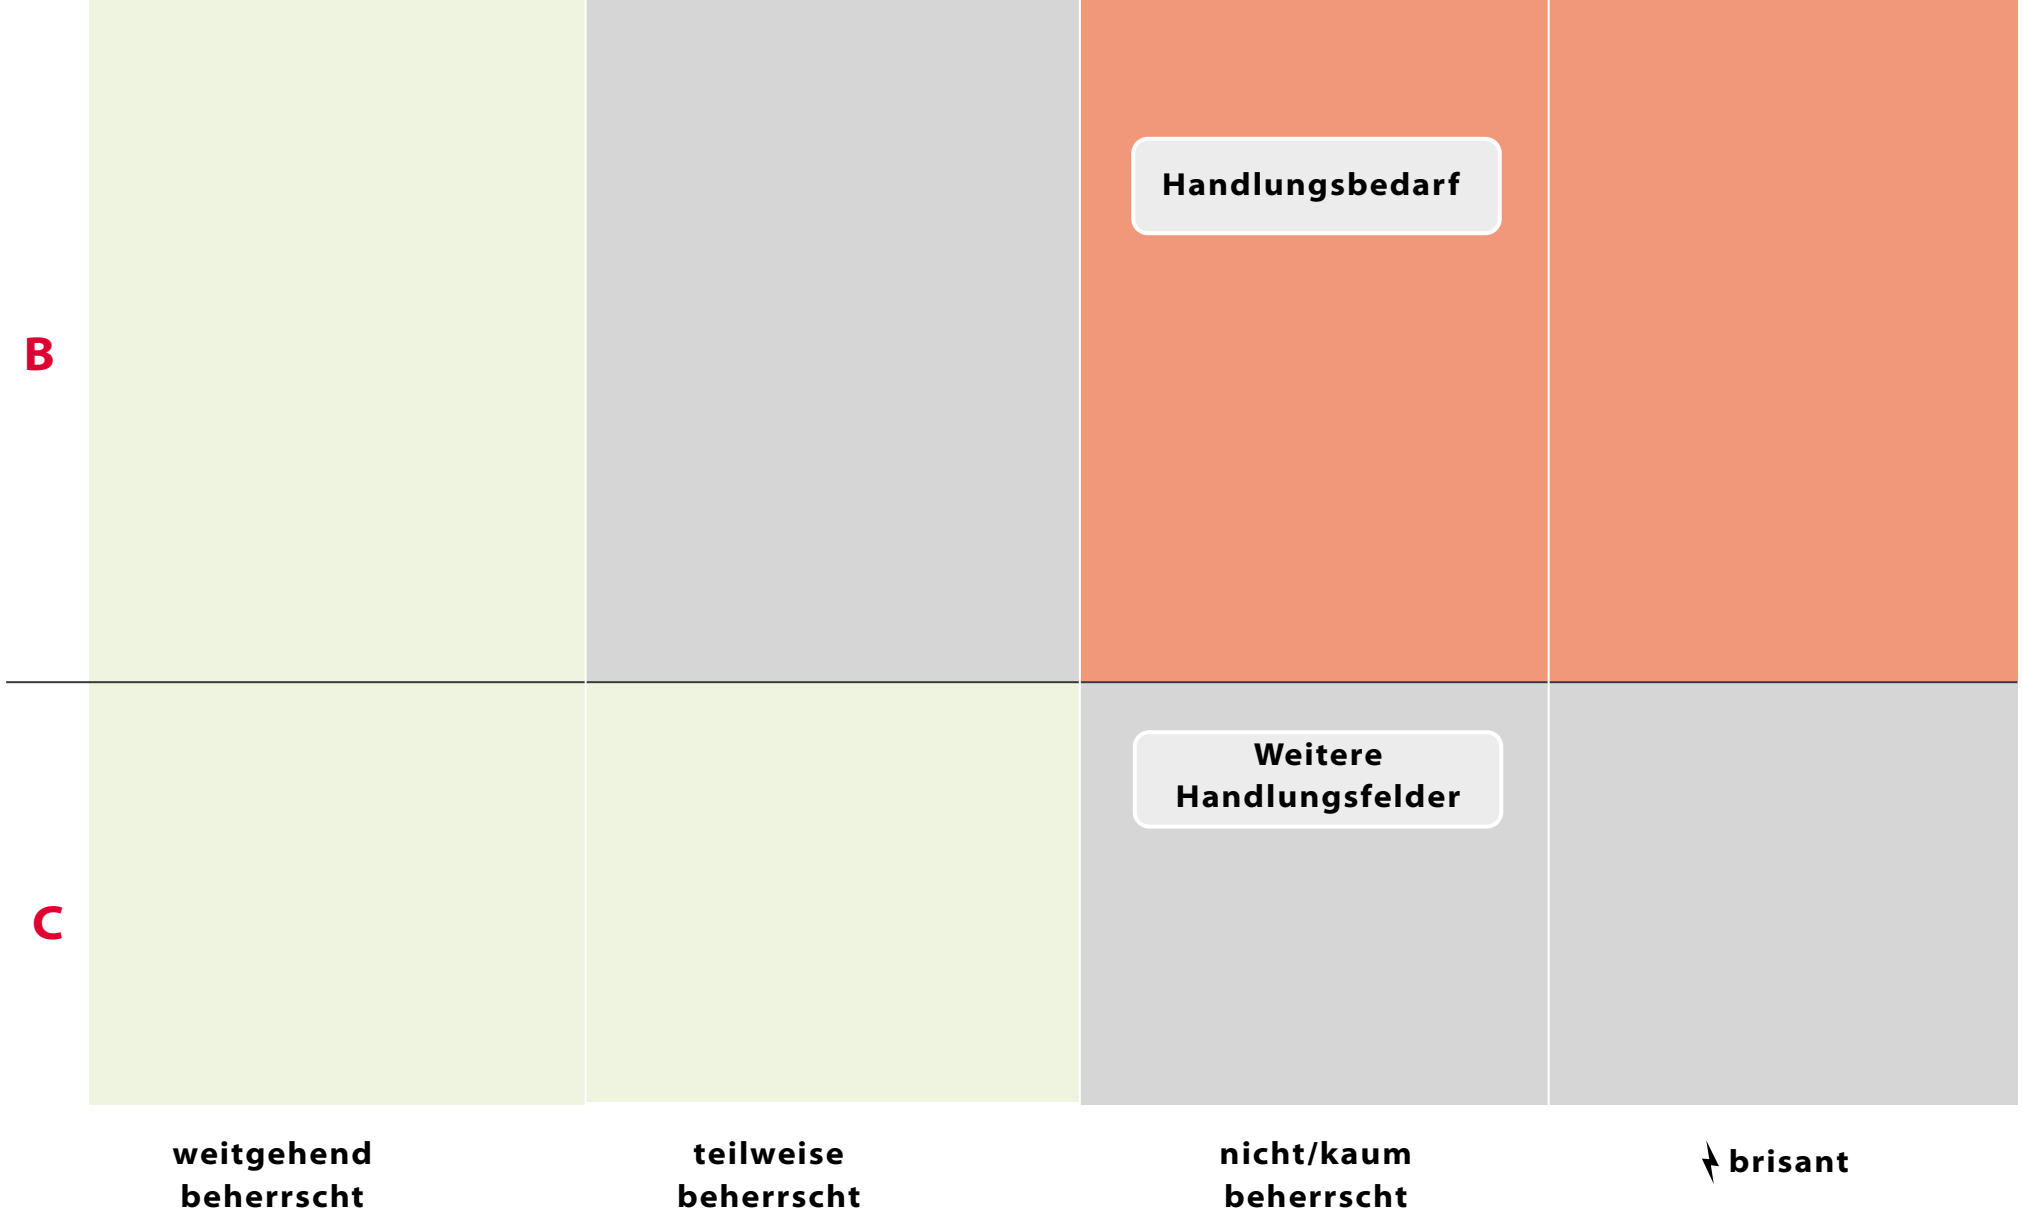 Handlungsbedarf
B
Weitere
Handlungsfelder
C
weitgehend
beherrscht
teilweise
beherrscht
nicht/kaum
beherrscht
brisant